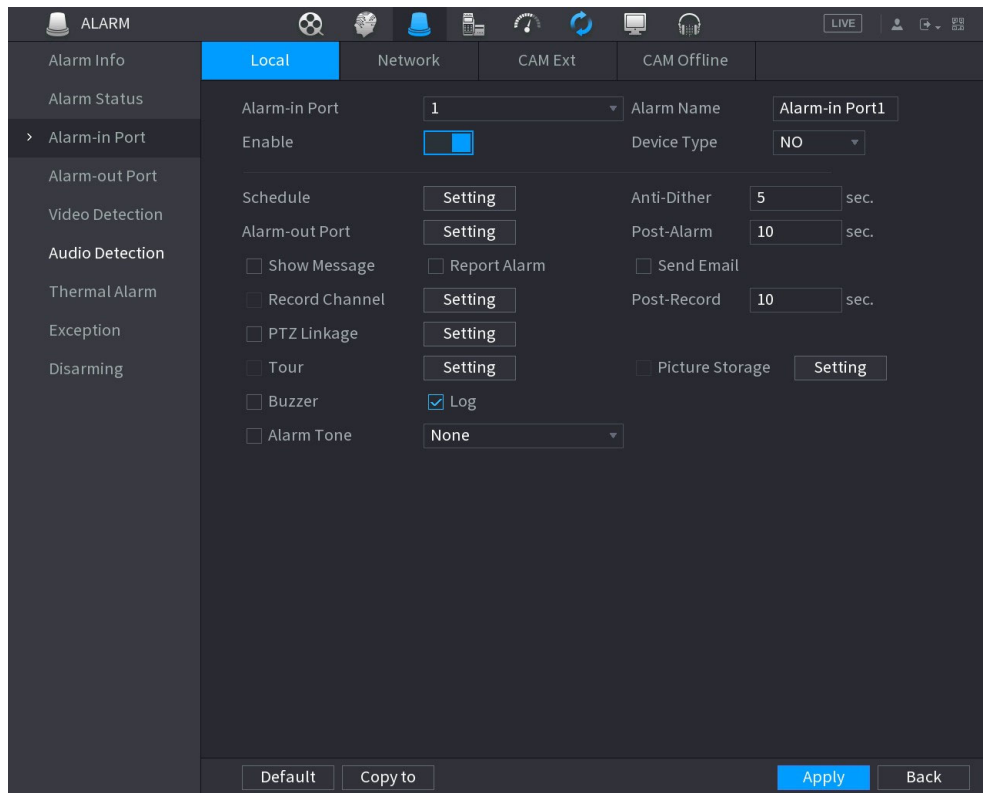 ALARM
LIVE
Alarm Info
Alarm Status
Alarm-in Port
Alarm-out Port
Video Detection
Audio Detection
Thermal Alarm
Exception
Disarming
Local Network CAM Ext CAM Offline
Alarm-in Port 1 Alarm Name Alarm-in Port1
Enable Device Type NO
Schedule Setting Anti-Dither 5 sec.
Alarm-out Port Setting Post-Alarm 10 sec.
Show Message Report Alarm Send Email
Record Channel Setting Post-Record 10 sec.
PTZ Linkage Setting
Tour Setting Picture Storage Setting
Buzzer Log
Alarm Tone None
Default Copy to Apply Back